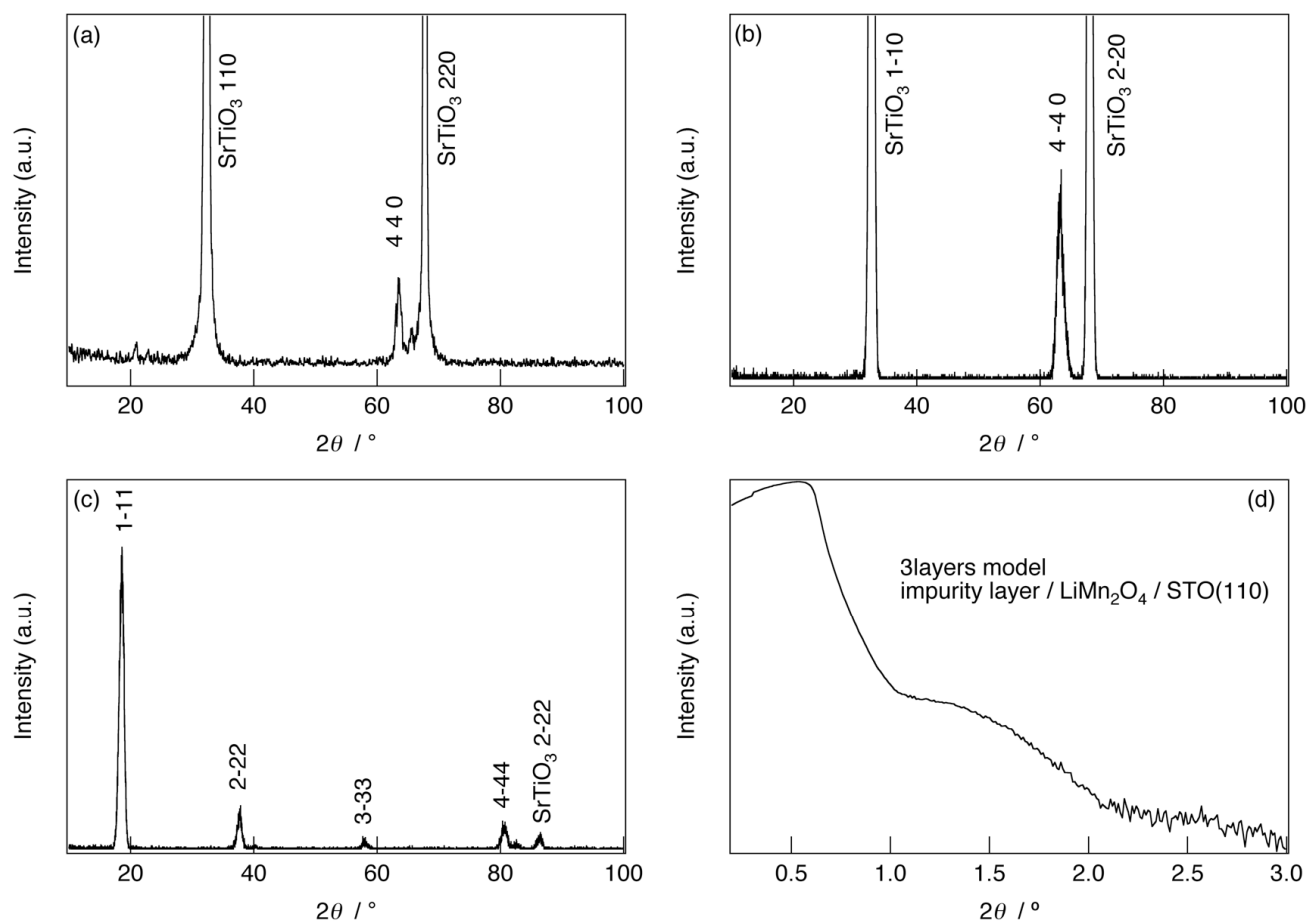 (a)
SrTiO₃ 110
4 4 0
SrTiO₃ 220
Intensity (a.u.)
20 40 60 80 100
2θ / °
(b)
SrTiO₃ 1-10
4 -4 0
SrTiO₃ 2-20
Intensity (a.u.)
20 40 60 80 100
2θ / °
(c)
1-11
2-22
3-33
4-44
SrTiO₃ 2-22
Intensity (a.u.)
20 40 60 80 100
2θ / °
(d)
3layers model
impurity layer / LiMn₂O₄ / STO(110)
Intensity (a.u.)
0.5 1.0 1.5 2.0 2.5 3.0
2θ / º